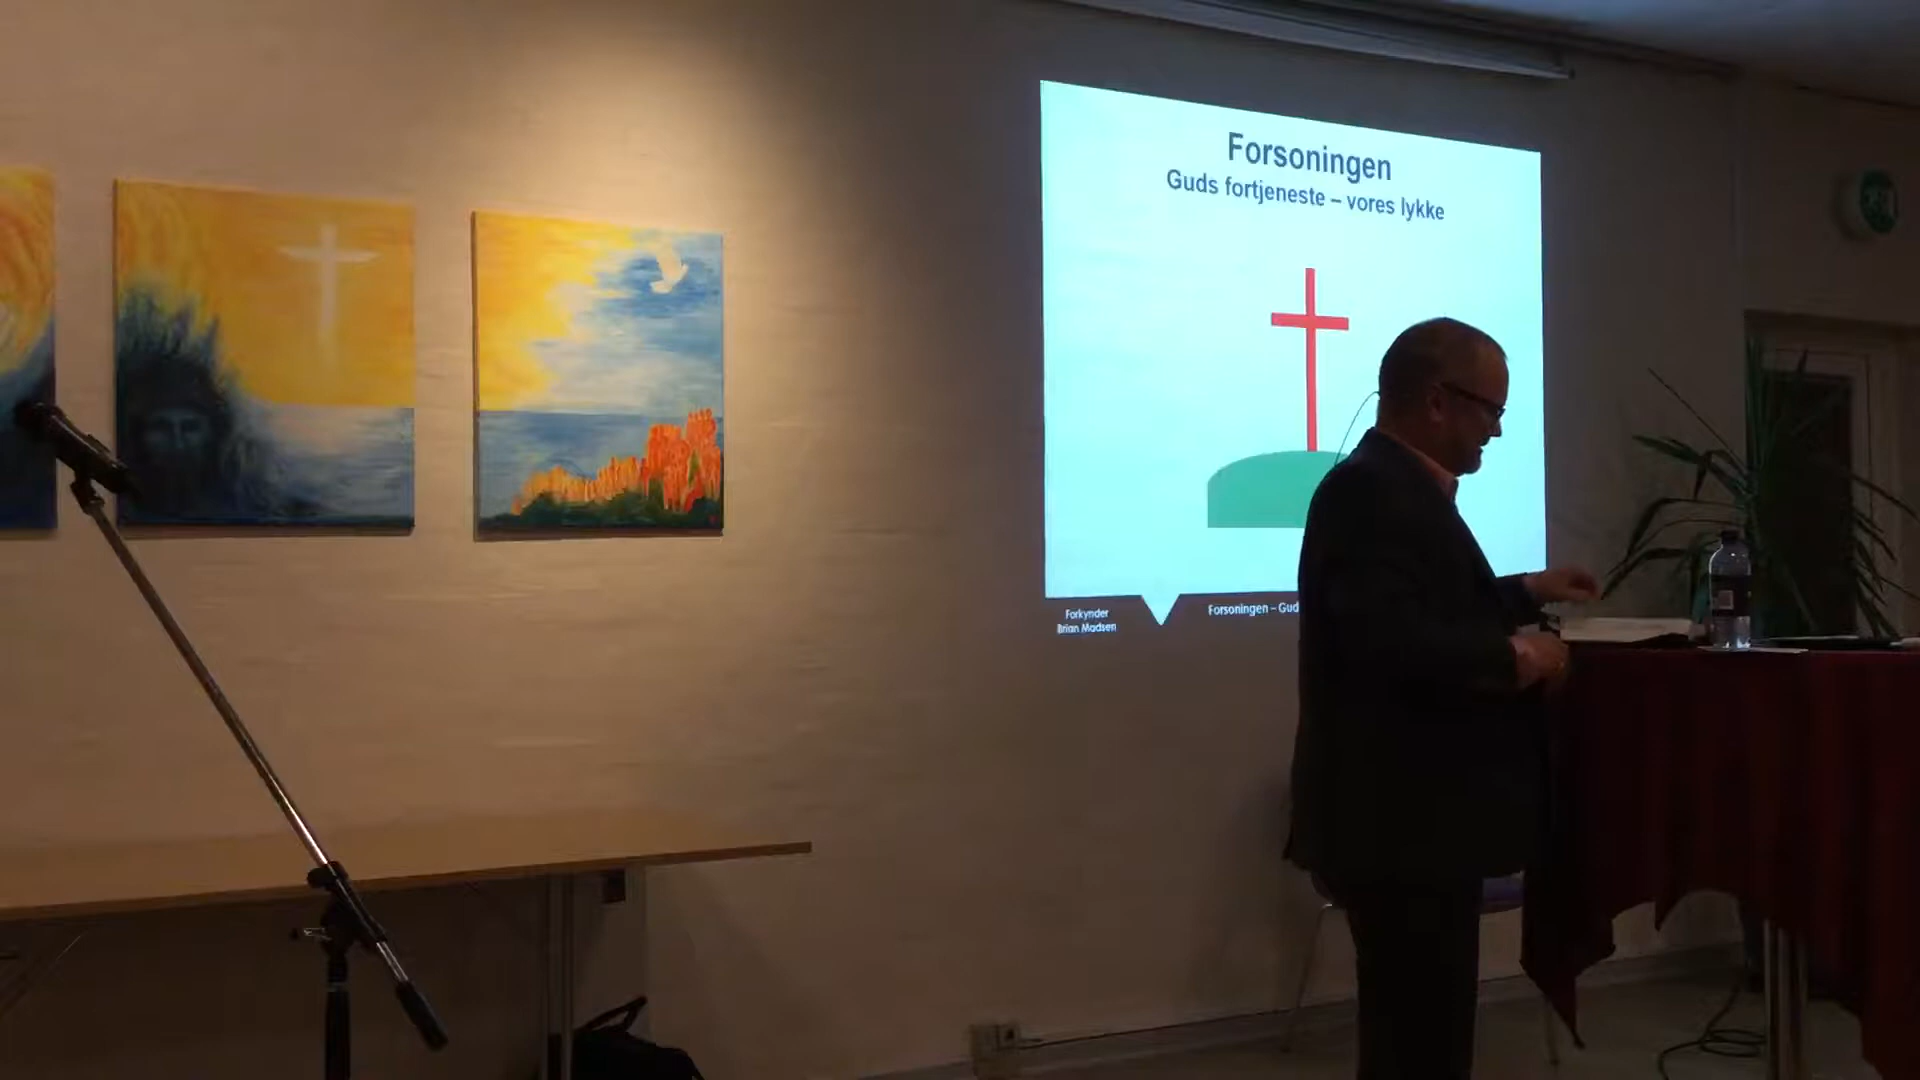 Forsoningen
Guds fortjeneste – vores lykke
Forkynder
Brian Madsen
Forsoningen – Gud